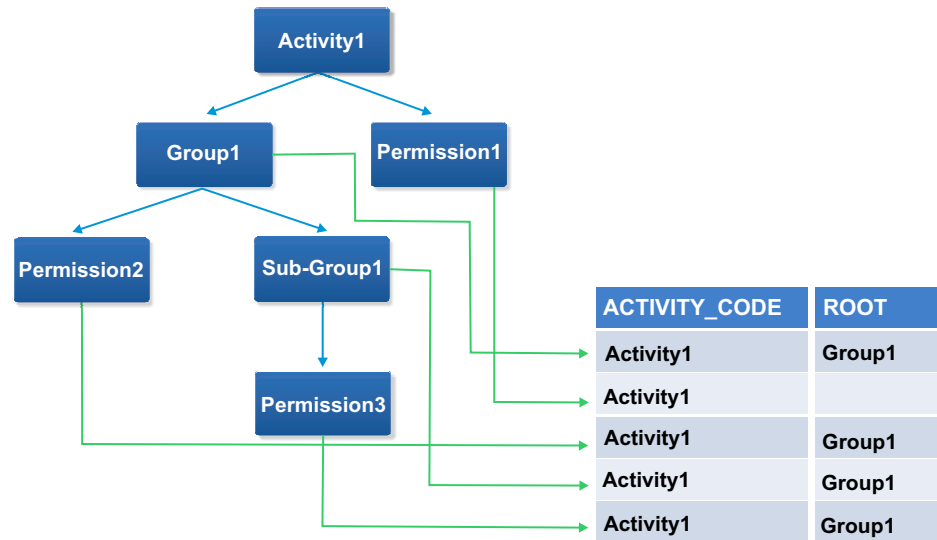 Activity1
Group1
Permission1
Permission2
Sub-Group1
Permission3
ACTIVITY_CODE ROOT
Activity1 Group1
Activity1
Activity1 Group1
Activity1 Group1
Activity1 Group1